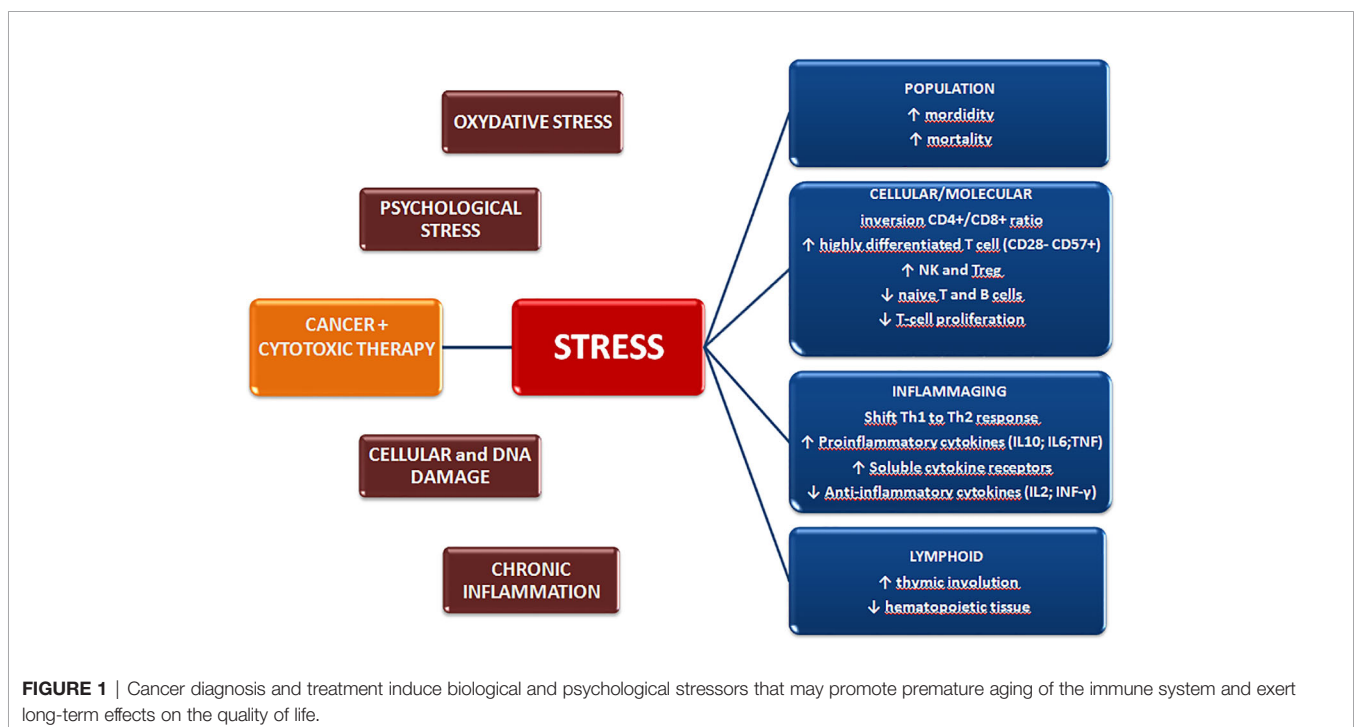 OXYDATIVE STRESS
PSYCHOLOGICAL
STRESS
CANCER +
CYTOTOXIC THERAPY
STRESS
CELLULAR and DNA
DAMAGE
CHRONIC
INFLAMMATION
POPULATION
↑ mordidity
↑ mortality
CELLULAR/MOLECULAR
inversion CD4+/CD8+ ratio
↑ highly differentiated T cell (CD28- CD57+)
↑ NK and Treg
↓ naive T and B cells
↓ T-cell proliferation
INFLAMMAGING
Shift Th1 to Th2 response
↑ Proinflammatory cytokines (IL10; IL6;TNF)
↑ Soluble cytokine receptors
↓ Anti-inflammatory cytokines (IL2; INF-γ)
LYMPHOID
↑ thymic involution
↓ hematopoietic tissue
FIGURE 1 | Cancer diagnosis and treatment induce biological and psychological stressors that may promote premature aging of the immune system and exert
long-term effects on the quality of life.